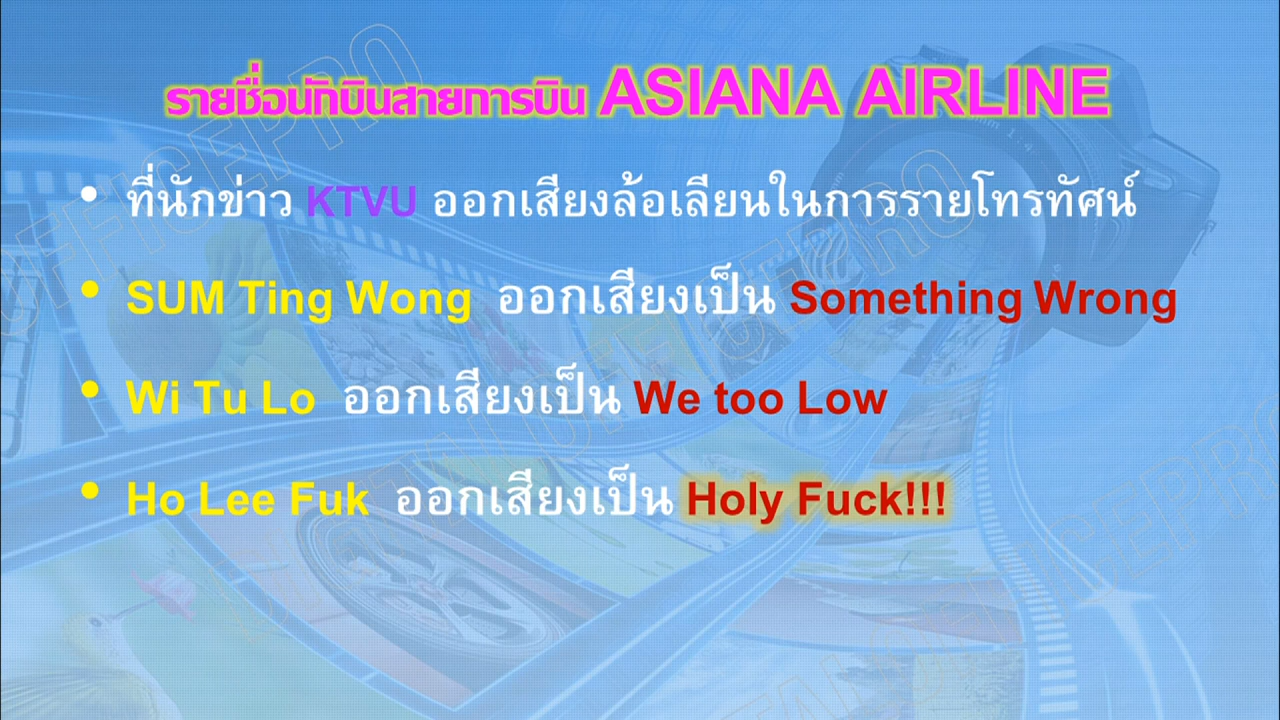 รายชื่อนักบินสายการบิน ASIANA AIRLINE
• ที่นักข่าว KTVU ออกเสียงล้อเลียนในการรายโทรทัศน์
• SUM Ting Wong ออกเสียงเป็น Something Wrong
• Wi Tu Lo ออกเสียงเป็น We too Low
• Ho Lee Fuk ออกเสียงเป็น Holy Fuck!!!